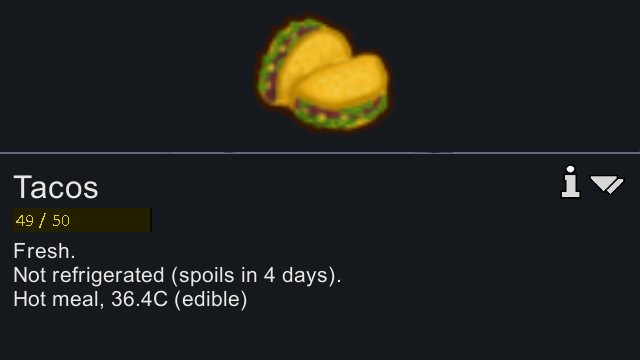 Tacos
49 / 50
Fresh.
Not refrigerated (spoils in 4 days).
Hot meal, 36.4C (edible)